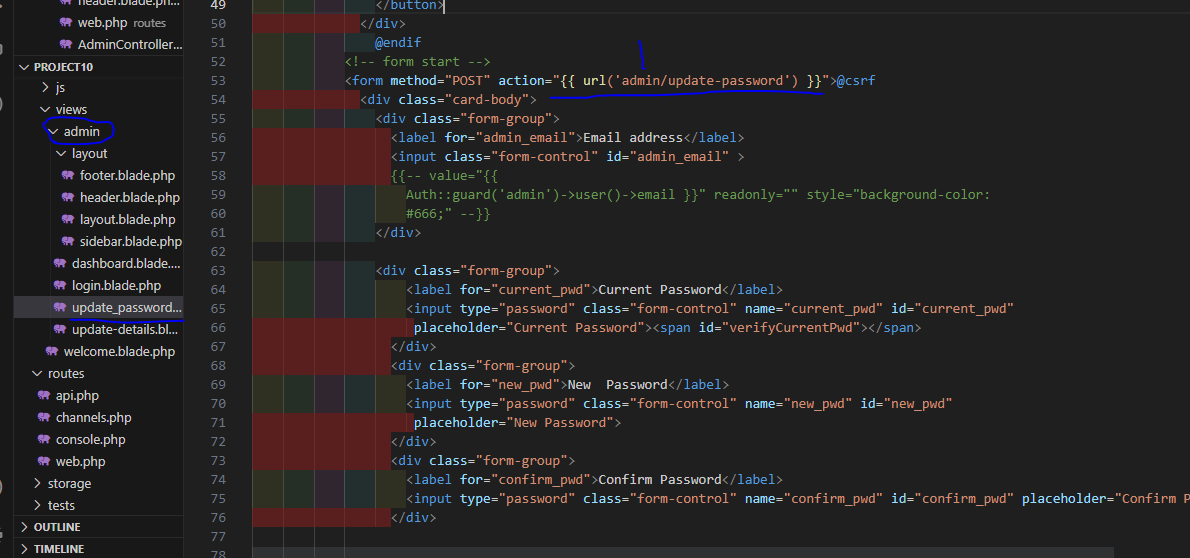 header.blade.ph...
web.php routes
AdminController...
PROJECT10
js
views
admin
layout
footer.blade.php
header.blade.php
layout.blade.php
sidebar.blade.php
dashboard.blade....
login.blade.php
update_password...
update-details.bl...
welcome.blade.php
routes
api.php
channels.php
console.php
web.php
storage
tests
OUTLINE
TIMELINE
49 </button>
50 </div>
51 @endif
52 <!-- form start -->
53 <form method="POST" action="{{ url('admin/update-password') }}">@csrf
54 <div class="card-body">
55 <div class="form-group">
56 <label for="admin_email">Email address</label>
57 <input class="form-control" id="admin_email" >
58 {{-- value="{{
59 Auth::guard('admin')->user()->email }}" readonly="" style="background-color:
60 #666;" --}}
61 </div>
62
63 <div class="form-group">
64 <label for="current_pwd">Current Password</label>
65 <input type="password" class="form-control" name="current_pwd" id="current_pwd"
66 placeholder="Current Password"><span id="verifyCurrentPwd"></span>
67 </div>
68 <div class="form-group">
69 <label for="new_pwd">New  Password</label>
70 <input type="password" class="form-control" name="new_pwd" id="new_pwd"
71 placeholder="New Password">
72 </div>
73 <div class="form-group">
74 <label for="confirm_pwd">Confirm Password</label>
75 <input type="password" class="form-control" name="confirm_pwd" id="confirm_pwd" placeholder="Confirm P
76 </div>
77
78